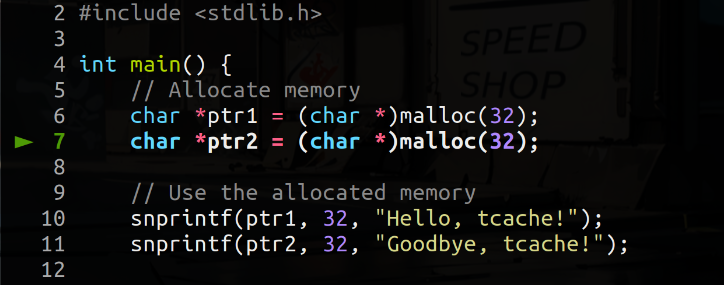 SPEED
SHOP
2 #include <stdlib.h>
3
4 int main() {
5     // Allocate memory
6     char *ptr1 = (char *)malloc(32);
7     char *ptr2 = (char *)malloc(32);
8
9     // Use the allocated memory
10     snprintf(ptr1, 32, "Hello, tcache!");
11     snprintf(ptr2, 32, "Goodbye, tcache!");
12